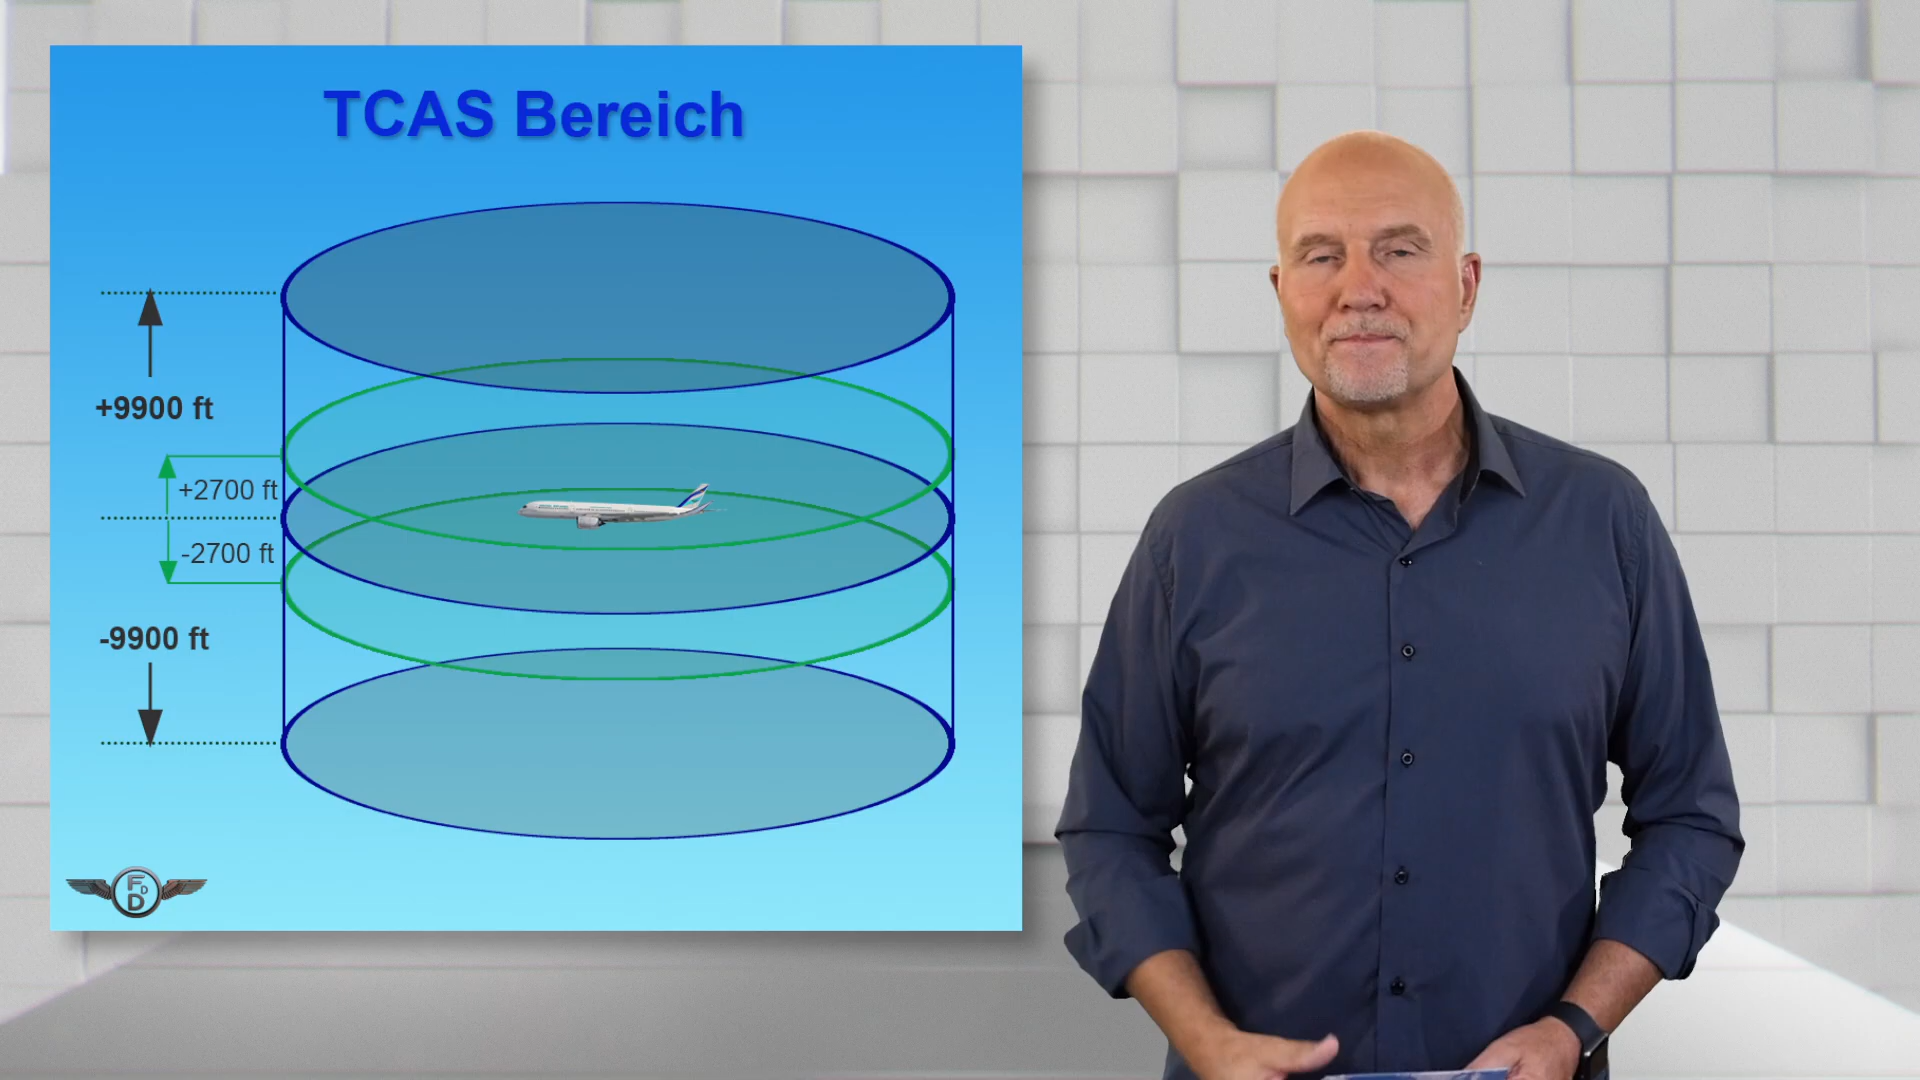 TCAS Bereich
+9900 ft
+2700 ft
-2700 ft
-9900 ft
F
D
D